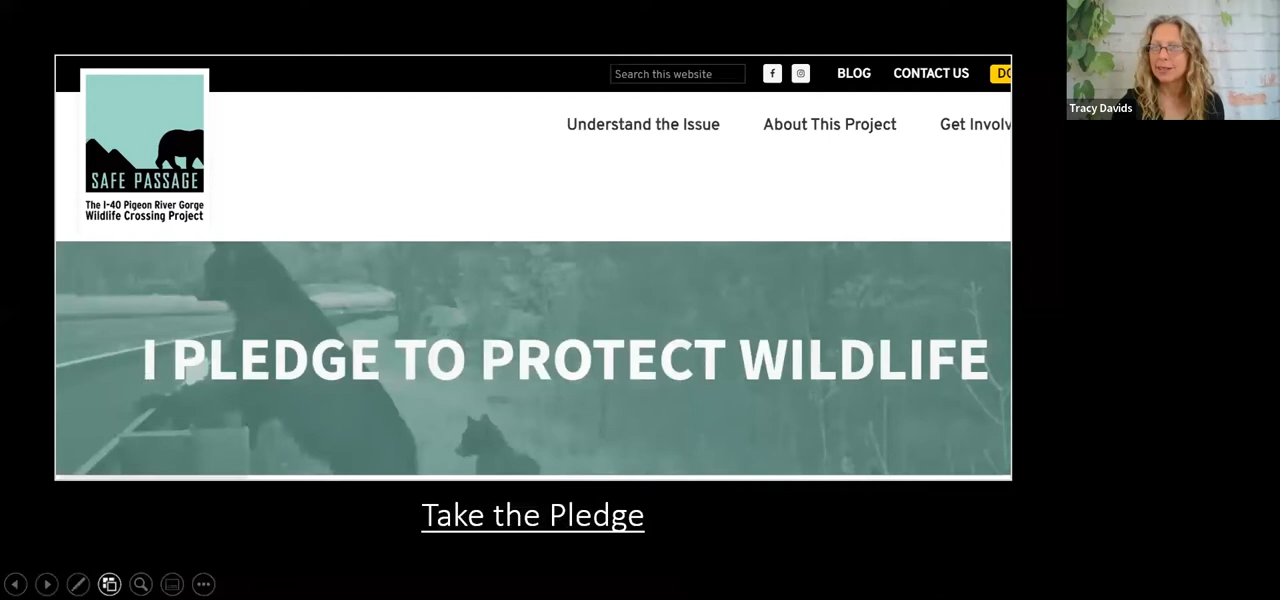 Search this website
f
BLOG
CONTACT US
Tracy Davids
Understand the Issue
About This Project
SAFE PASSAGE
The I-40 Pigeon River Gorge
Wildlife Crossing Project
I PLEDGE TO PROTECT WILDLIFE
Take the Pledge